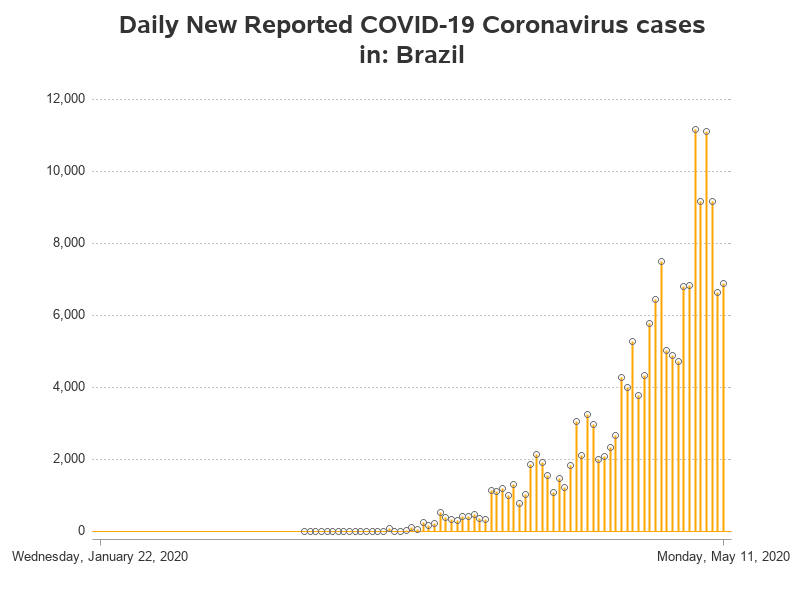 Daily New Reported COVID-19 Coronavirus cases
in: Brazil
12,000
10,000
8,000
6,000
4,000
2,000
0
Wednesday, January 22, 2020 Monday, May 11, 2020